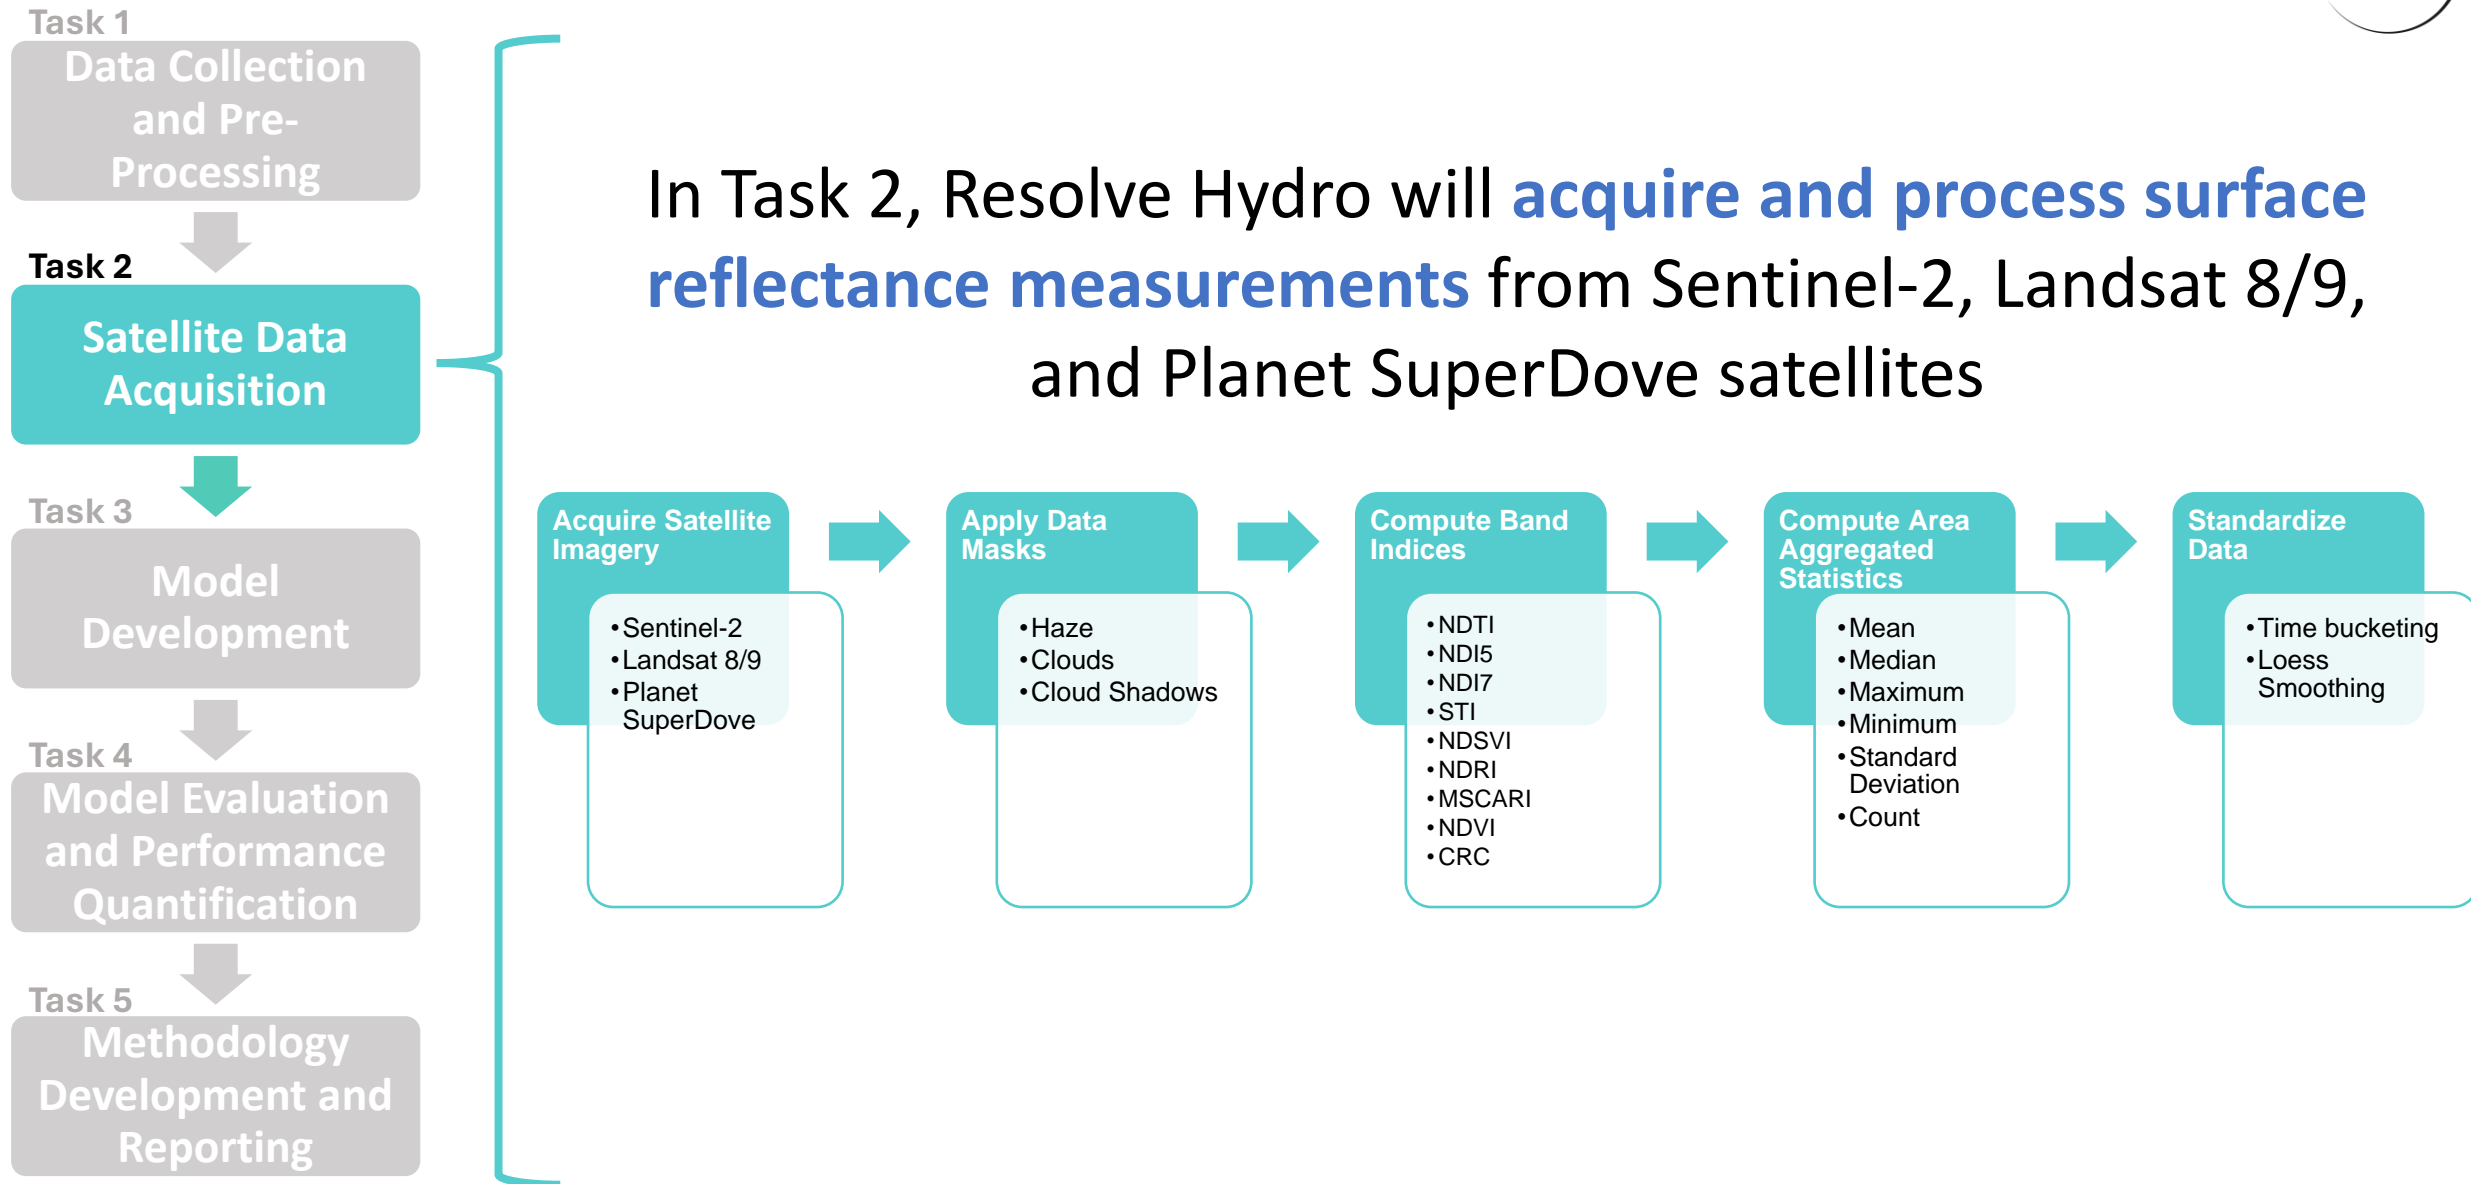 Task 1
Data Collection
and Pre-
Processing
Task 2
Satellite Data
Acquisition
Task 3
Model
Development
Task 4
Model Evaluation
and Performance
Quantification
Task 5
Methodology
Development and
Reporting
In Task 2, Resolve Hydro will acquire and process surface
reflectance measurements from Sentinel-2, Landsat 8/9,
and Planet SuperDove satellites
Acquire Satellite
Imagery
•Sentinel-2
•Landsat 8/9
•Planet
SuperDove
Apply Data
Masks
•Haze
•Clouds
•Cloud Shadows
Compute Band
Indices
•NDTI
•NDI5
•NDI7
•STI
•NDSVI
•NDRI
•MSCARI
•NDVI
•CRC
Compute Area
Aggregated
Statistics
•Mean
•Median
•Maximum
•Minimum
•Standard
Deviation
•Count
Standardize
Data
•Time bucketing
•Loess
Smoothing